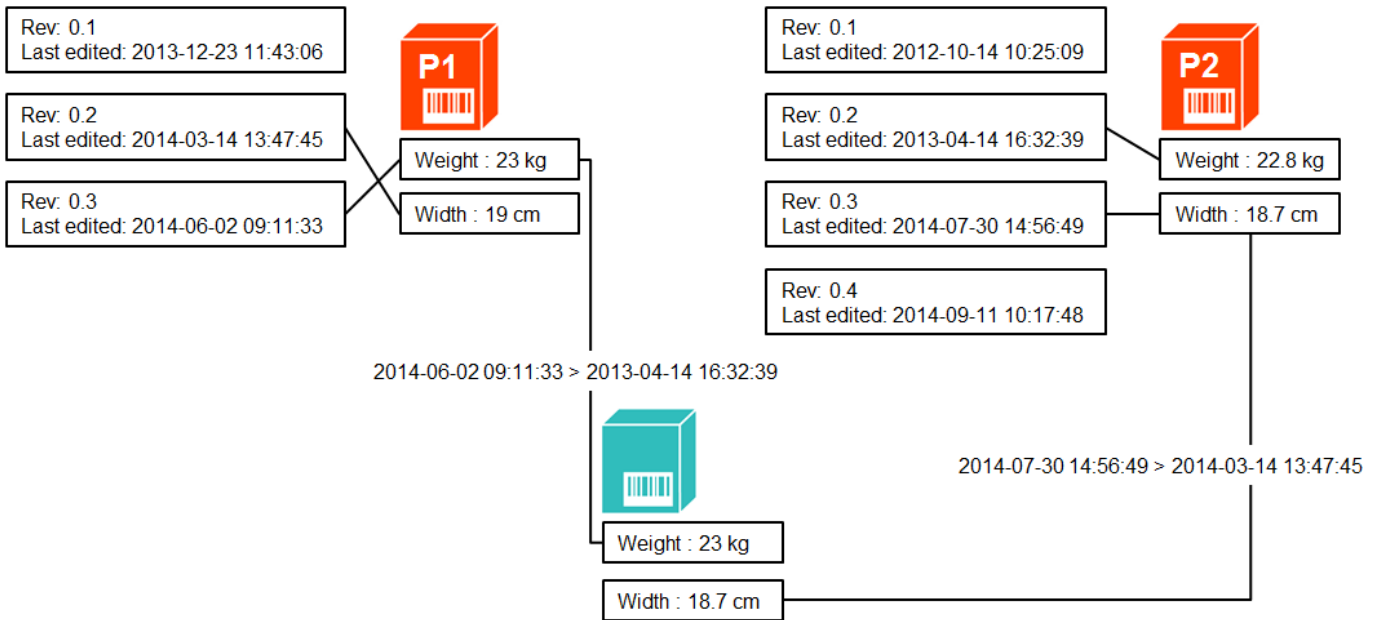 Rev: 0.1
Last edited: 2013-12-23 11:43:06
Rev: 0.2
Last edited: 2014-03-14 13:47:45
Rev: 0.3
Last edited: 2014-06-02 09:11:33
P1
Weight : 23 kg
Width : 19 cm
Rev: 0.1
Last edited: 2012-10-14 10:25:09
Rev: 0.2
Last edited: 2013-04-14 16:32:39
Rev: 0.3
Last edited: 2014-07-30 14:56:49
Rev: 0.4
Last edited: 2014-09-11 10:17:48
P2
Weight : 22.8 kg
Width : 18.7 cm
2014-06-02 09:11:33 > 2013-04-14 16:32:39
2014-07-30 14:56:49 > 2014-03-14 13:47:45
Weight : 23 kg
Width : 18.7 cm